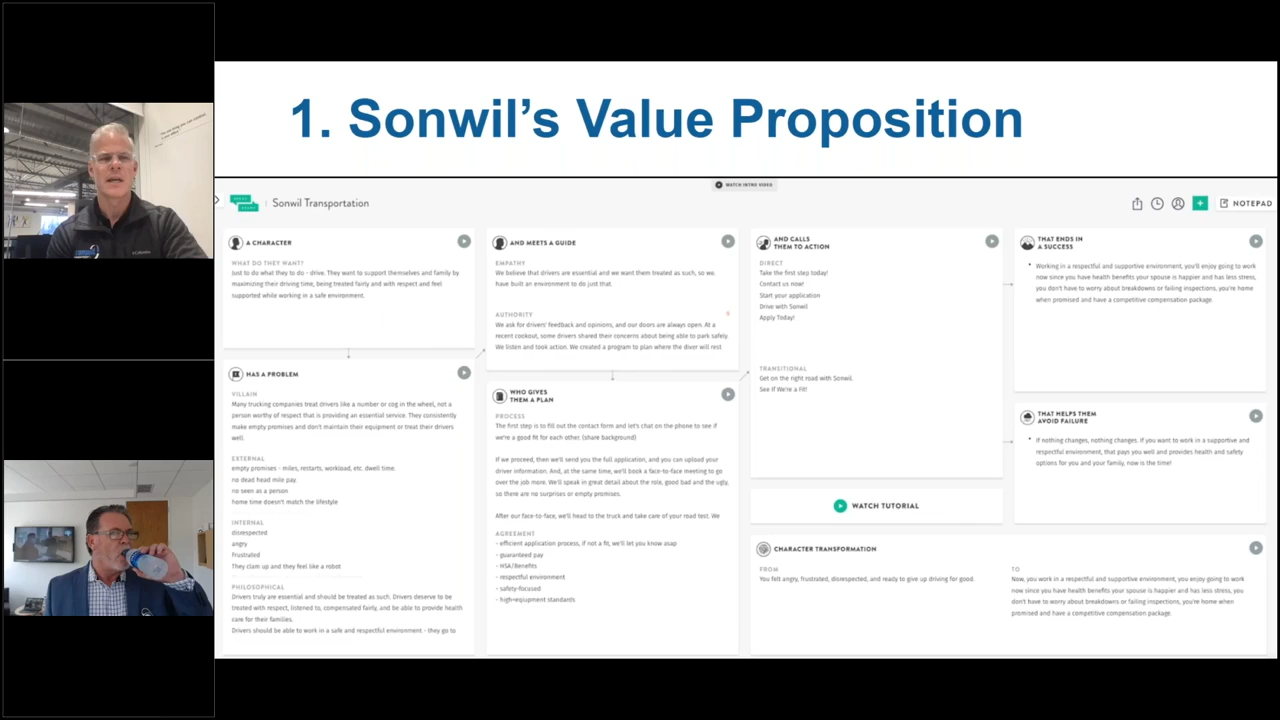 1. Sonwil's Value Proposition
WATCH INTRO VIDEO
Sonwil Transportation
NOTEPAD
A CHARACTER
WHAT DO THEY WANT?
Just to do what they to do - drive. They want to support themselves and family by
maximizing their driving time, being treated fairly and with respect and feel
supported while working in a safe environment.
HAS A PROBLEM
VILLAIN
Many trucking companies treat drivers like a number or cog in the wheel, not a
person worthy of respect that is providing an essential service. They consistently
make empty promises and don't maintain their equipment or treat their drivers
well.
EXTERNAL
empty promises - miles, restarts, workload, etc. dwell time.
no dead head mile pay
no seen as a person
home time doesn't match the lifestyle
INTERNAL
disrespected
angry
Frustrated
They clam up and they feel like a robot
PHILOSOPHICAL
Drivers truly are essential and should be treated as such. Drivers deserve to be
treated with respect, listened to, compensated fairly, and be able to provide health
care for their families.
Drivers should be able to work in a safe and respectful environment - they go to
AND MEETS A GUIDE
EMPATHY
We believe that drivers are essential and we want them treated as such, so we
have built an environment to do just that.
AUTHORITY
We ask for drivers' feedback and opinions, and our doors are always open. At a
recent cookout, some drivers shared their concerns about being able to park safely.
We listen and took action. We created a program to plan where the diver will rest
WHO GIVES
THEM A PLAN
PROCESS
The first step is to fill out the contact form and let's chat on the phone to see if
we're a good fit for each other. (share background)
If we proceed, then we'll send you the full application, and you can upload your
driver information. And, at the same time, we'll book a face-to-face meeting to go
over the job more. We'll speak in great detail about the role, good bad and the ugly,
so there are no surprises or empty promises.
After our face-to-face, we'll head to the truck and take care of your road test. We
AGREEMENT
- efficient application process, if not a fit, we'll let you know asap
- guaranteed pay
- HSA/Benefits
- respectful environment
- safety-focused
- high-equipment standards
AND CALLS
THEM TO ACTION
DIRECT
Take the first step today!
Contact us now!
Start your application
Drive with Sonwil
Apply Today!
TRANSITIONAL
Get on the right road with Sonwil.
See If We're a Fit!
WATCH TUTORIAL
THAT ENDS IN
A SUCCESS
• Working in a respectful and supportive environment, you'll enjoy going to work
now since you have health benefits your spouse is happier and has less stress,
you don't have to worry about breakdowns or failing inspections, you're home
when promised and have a competitive compensation package.
THAT HELPS THEM
AVOID FAILURE
• If nothing changes, nothing changes. If you want to work in a supportive and
respectful environment, that pays you well and provides health and safety
options for you and your family, now is the time!
CHARACTER TRANSFORMATION
FROM
You felt angry, frustrated, disrespected, and ready to give up driving for good.
TO
Now, you work in a respectful and supportive environment, you enjoy going to work
now since you have health benefits your spouse is happier and has less stress, you
don't have to worry about breakdowns or failing inspections, you're home when
promised and have a competitive compensation package.